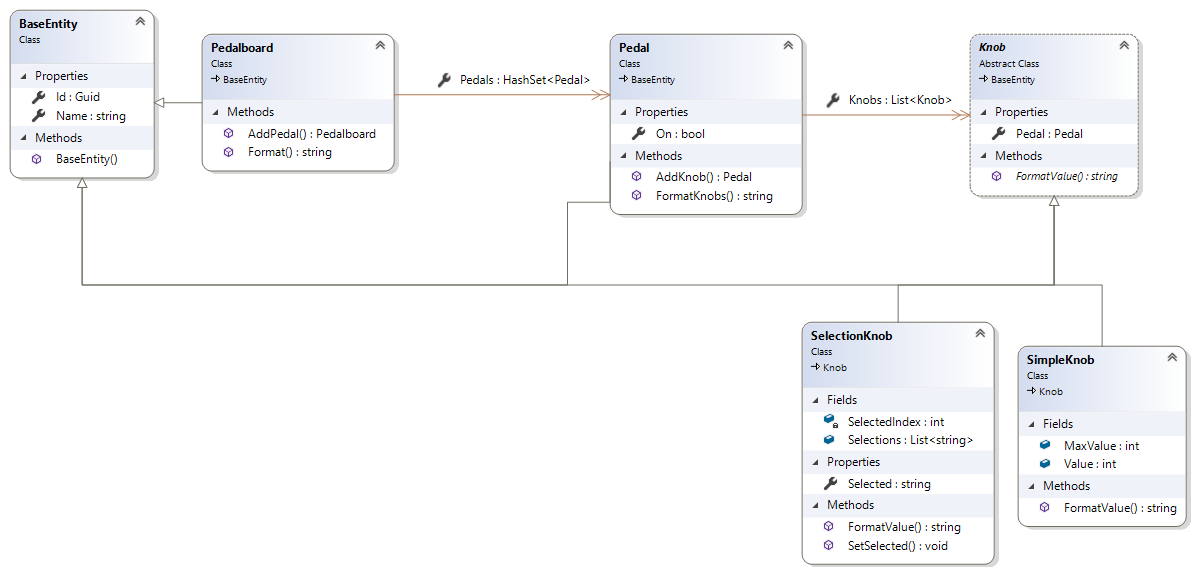 BaseEntity
Class
Properties
Id : Guid
Name : string
Methods
BaseEntity()
Pedalboard
Class
BaseEntity
Methods
AddPedal() : Pedalboard
Format() : string
Pedals : HashSet<Pedal>
Pedal
Class
BaseEntity
Properties
On : bool
Methods
AddKnob() : Pedal
FormatKnobs() : string
Knobs : List<Knob>
Knob
Abstract Class
BaseEntity
Properties
Pedal : Pedal
Methods
FormatValue() : string
SelectionKnob
Class
Knob
Fields
SelectedIndex : int
Selections : List<string>
Properties
Selected : string
Methods
FormatValue() : string
SetSelected() : void
SimpleKnob
Class
Knob
Fields
MaxValue : int
Value : int
Methods
FormatValue() : string